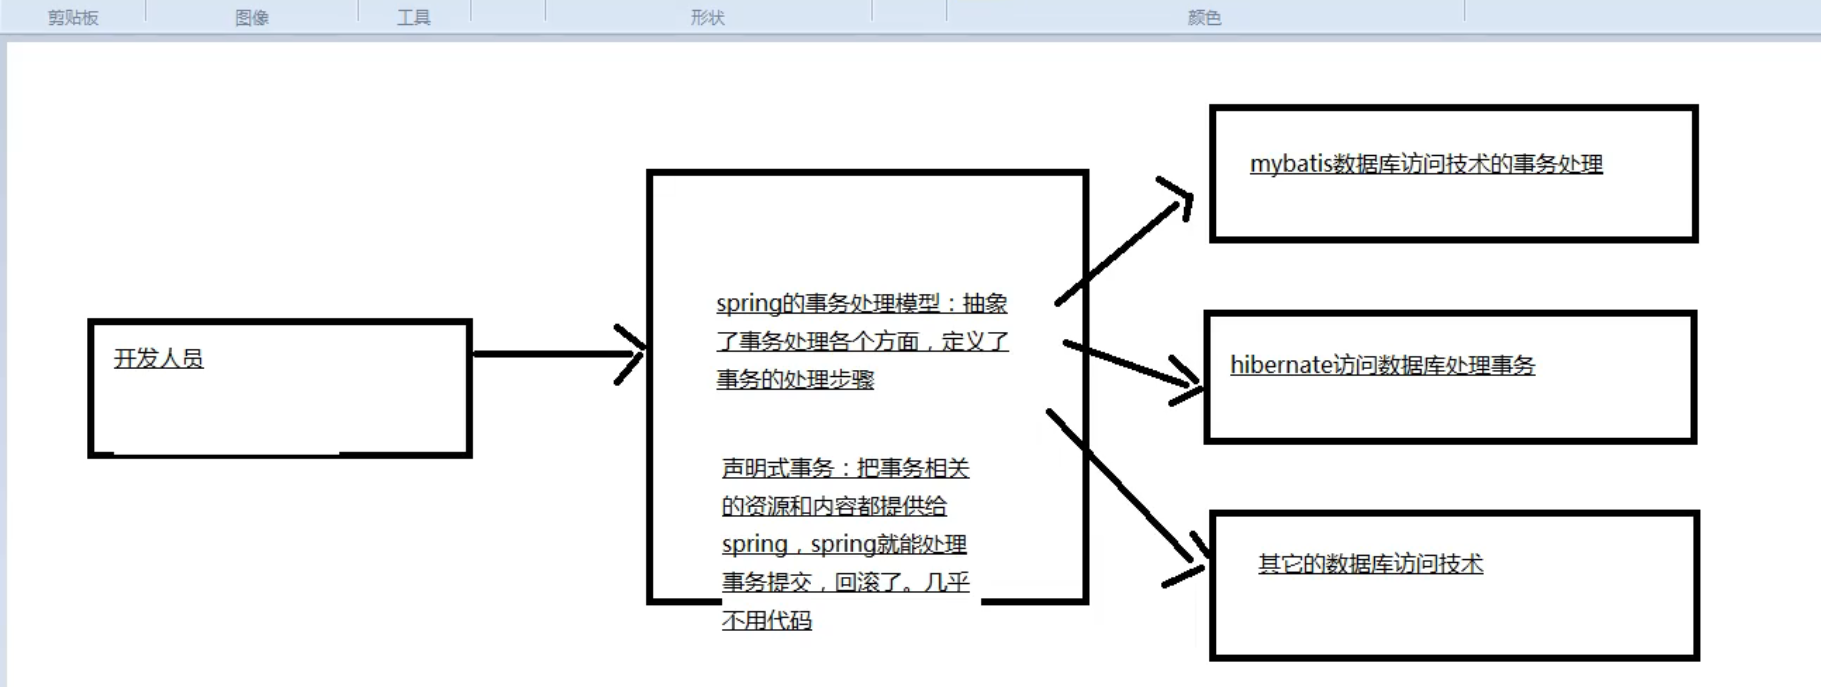 剪贴板
图像
工具
形状
颜色
开发人员
spring的事务处理模型：抽象
了事务处理各个方面，定义了
事务的处理步骤
声明式事务：把事务相关
的资源和内容都提供给
spring，spring就能处理
事务提交，回滚了。几乎
不用代码
mybatis数据库访问技术的事务处理
hibernate访问数据库处理事务
其它的数据库访问技术